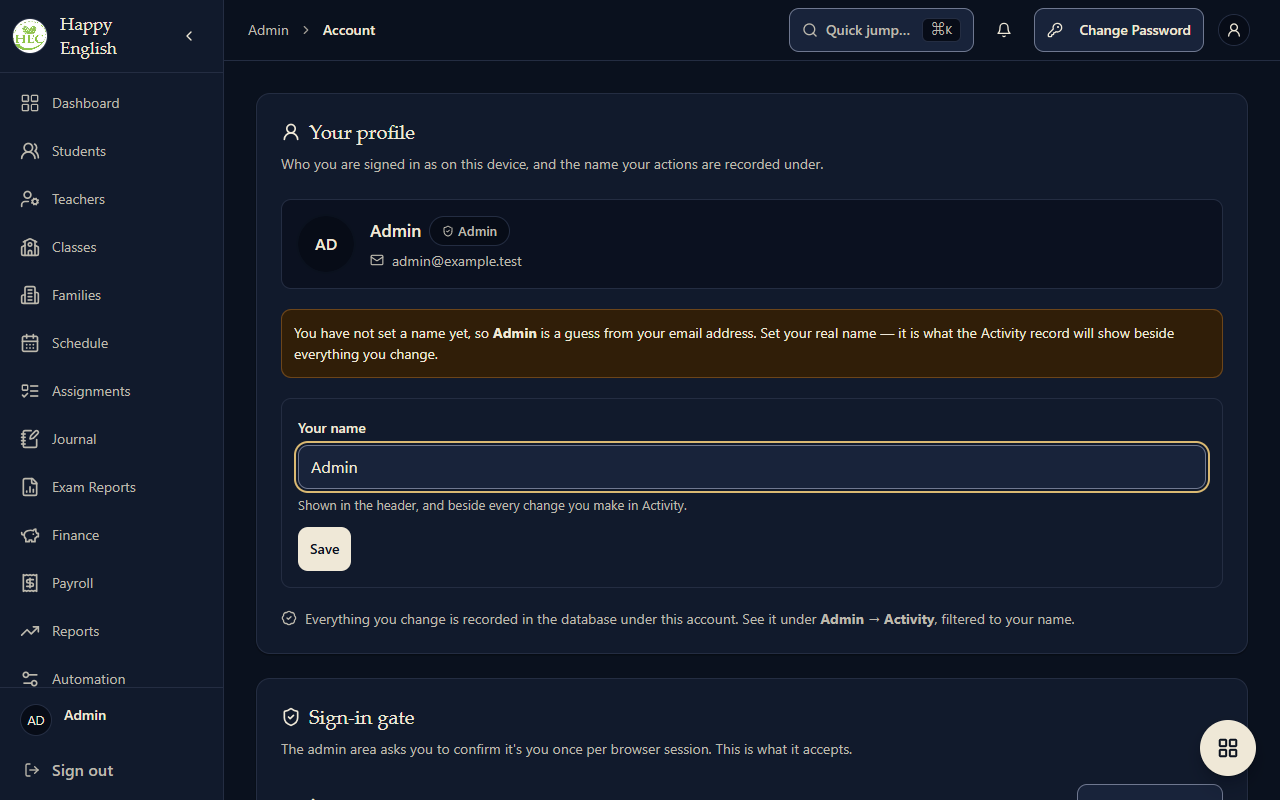 HEC
Happy
English
Dashboard
Students
Teachers
Classes
Families
Schedule
Assignments
Journal
Exam Reports
Finance
Payroll
Reports
Automation
AD
Admin
Sign out
Admin > Account
Quick jump... ⌘K
Change Password
Your profile
Who you are signed in as on this device, and the name your actions are recorded under.
AD
Admin Admin
admin@example.test
You have not set a name yet, so Admin is a guess from your email address. Set your real name — it is what the Activity record will show beside
everything you change.
Your name
Admin
Shown in the header, and beside every change you make in Activity.
Save
Everything you change is recorded in the database under this account. See it under Admin → Activity, filtered to your name.
Sign-in gate
The admin area asks you to confirm it's you once per browser session. This is what it accepts.